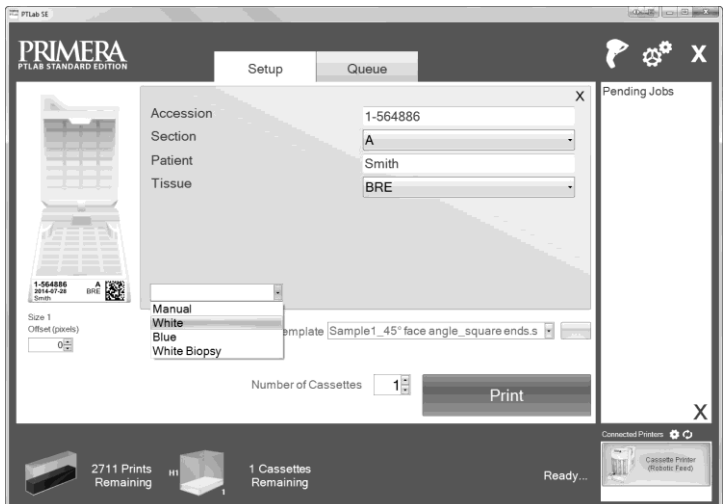 PTLab SE
PRIMERA
PTLAB STANDARD EDITION
Setup
Queue
X
X
Pending Jobs
Accession
1-564886
Section
A
Patient
Smith
Tissue
BRE
1-564886 A
2014-07-28 BRE
Smith
Size 1
Offset (pixels)
0
Manual
White
Blue
White Biopsy
emplate Sample1_45° face angle_square ends.s
Number of Cassettes 1
Print
X
Connected Printers
2711 Prints
Remaining
H1
1
1 Cassettes
Remaining
Ready...
Cassette Printer
(Robotic Feed)